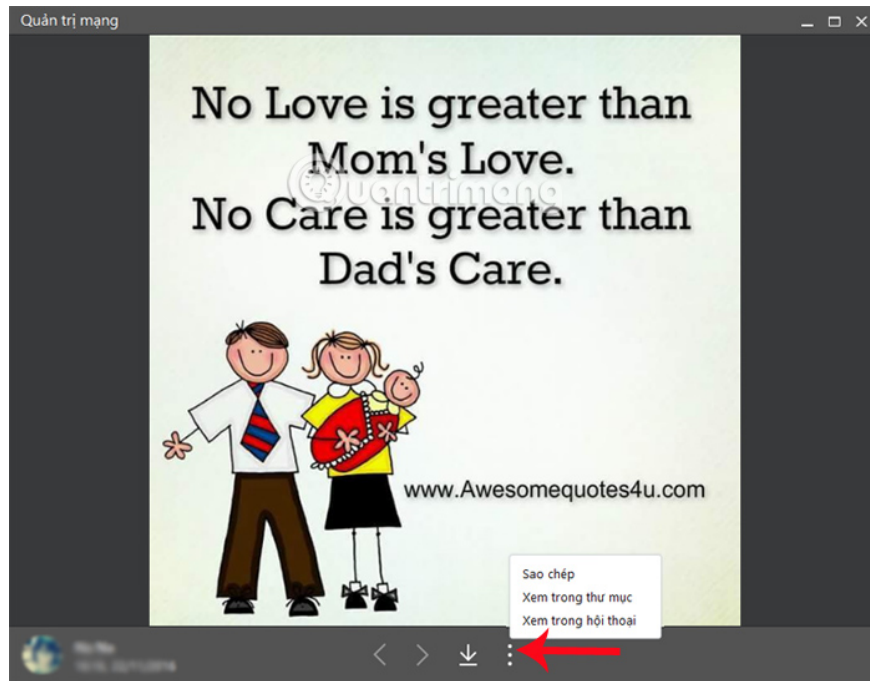 Quản trị mạng
No Love is greater than
Mom's Love.
Quantrimang
No Care is greater than
Dad's Care.
www.Awesomequotes4u.com
Sao chép
Xem trong thư mục
Xem trong hội thoại